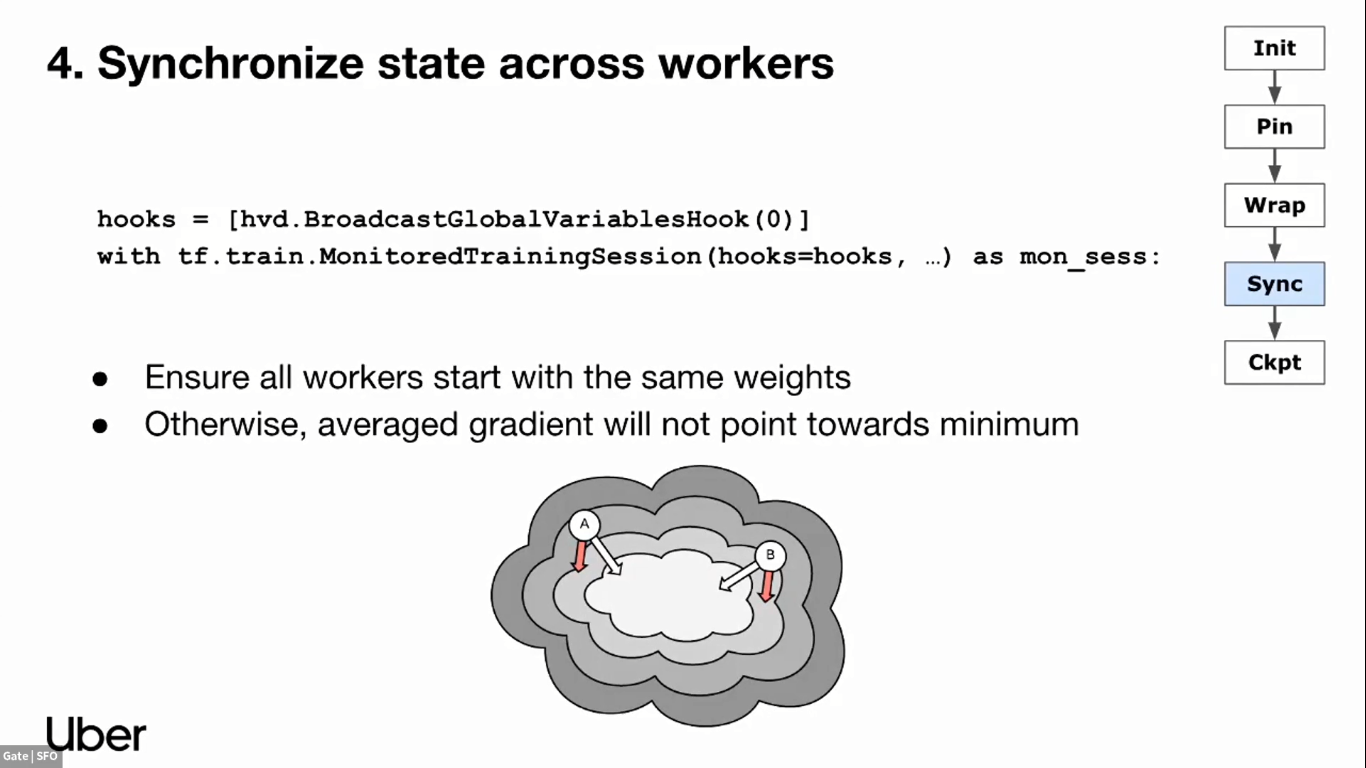 4. Synchronize state across workers
Init
Pin
Wrap
Sync
Ckpt
hooks = [hvd.BroadcastGlobalVariablesHook(0)]
with tf.train.MonitoredTrainingSession(hooks=hooks, …) as mon_sess:
● Ensure all workers start with the same weights
● Otherwise, averaged gradient will not point towards minimum
A
B
Uber
Gate | SFO